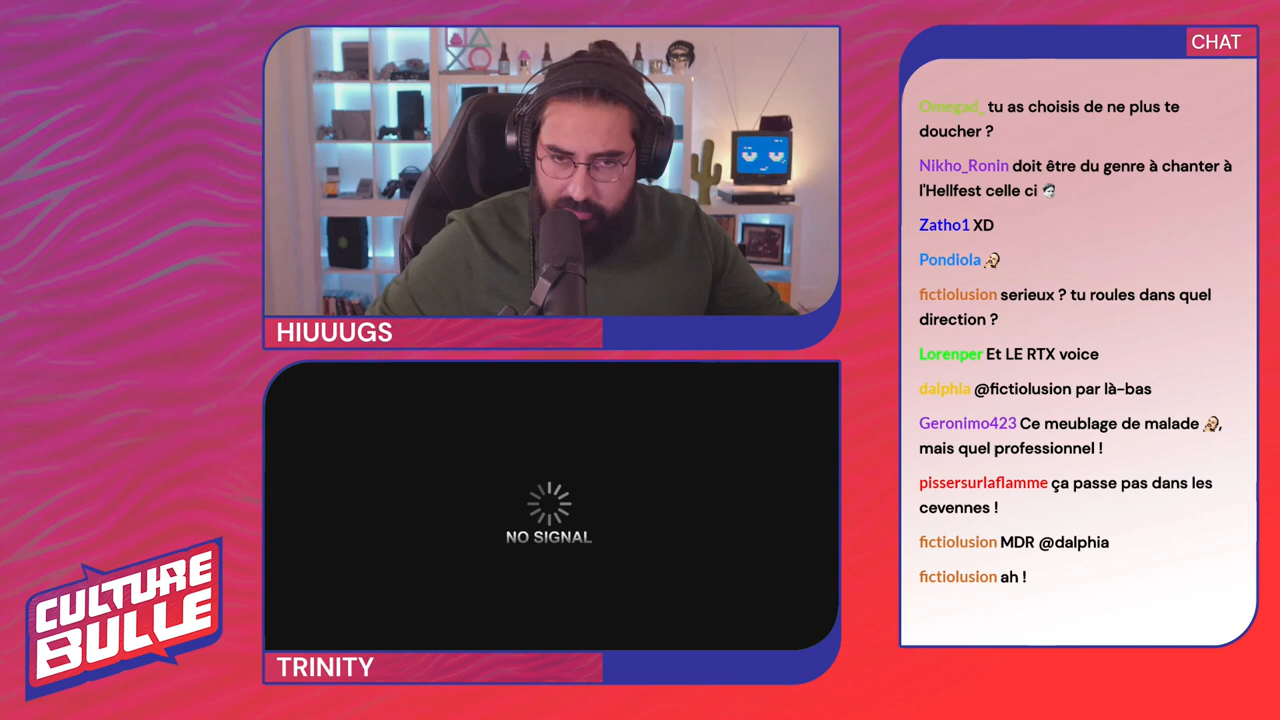 HIUUUGS
NO SIGNAL
TRINITY
CULTURE
BULLE
CHAT
Omegad_ tu as choisis de ne plus te
doucher ?
Nikho_Ronin doit être du genre à chanter à
l'Hellfest celle ci
Zatho1 XD
Pondiola
fictiolusion serieux ? tu roules dans quel
direction ?
Lorenper Et LE RTX voice
dalphia @fictiolusion par là-bas
Geronimo423 Ce meublage de malade ,
mais quel professionnel !
pissersurlaflamme ça passe pas dans les
cevennes !
fictiolusion MDR @dalphia
fictiolusion ah !